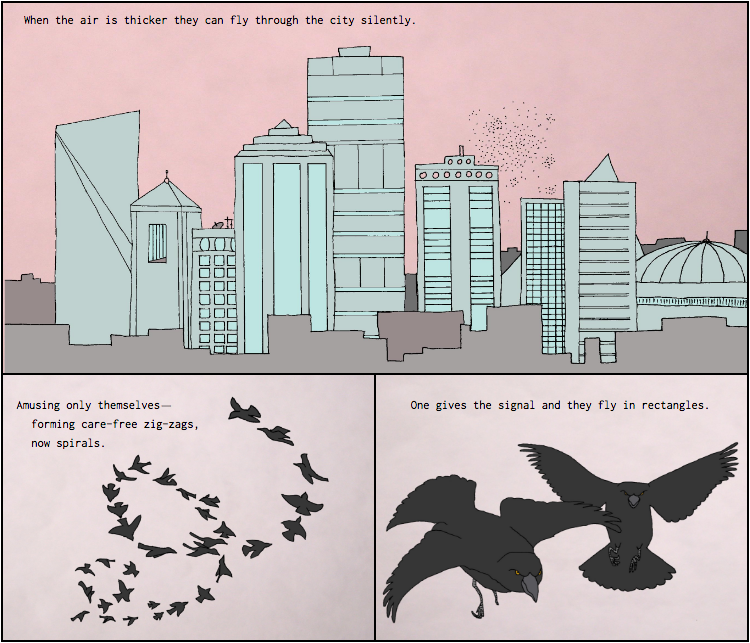 When the air is thicker they can fly through the city silently.
Amusing only themselves—
forming care-free zig-zags,
now spirals.
One gives the signal and they fly in rectangles.